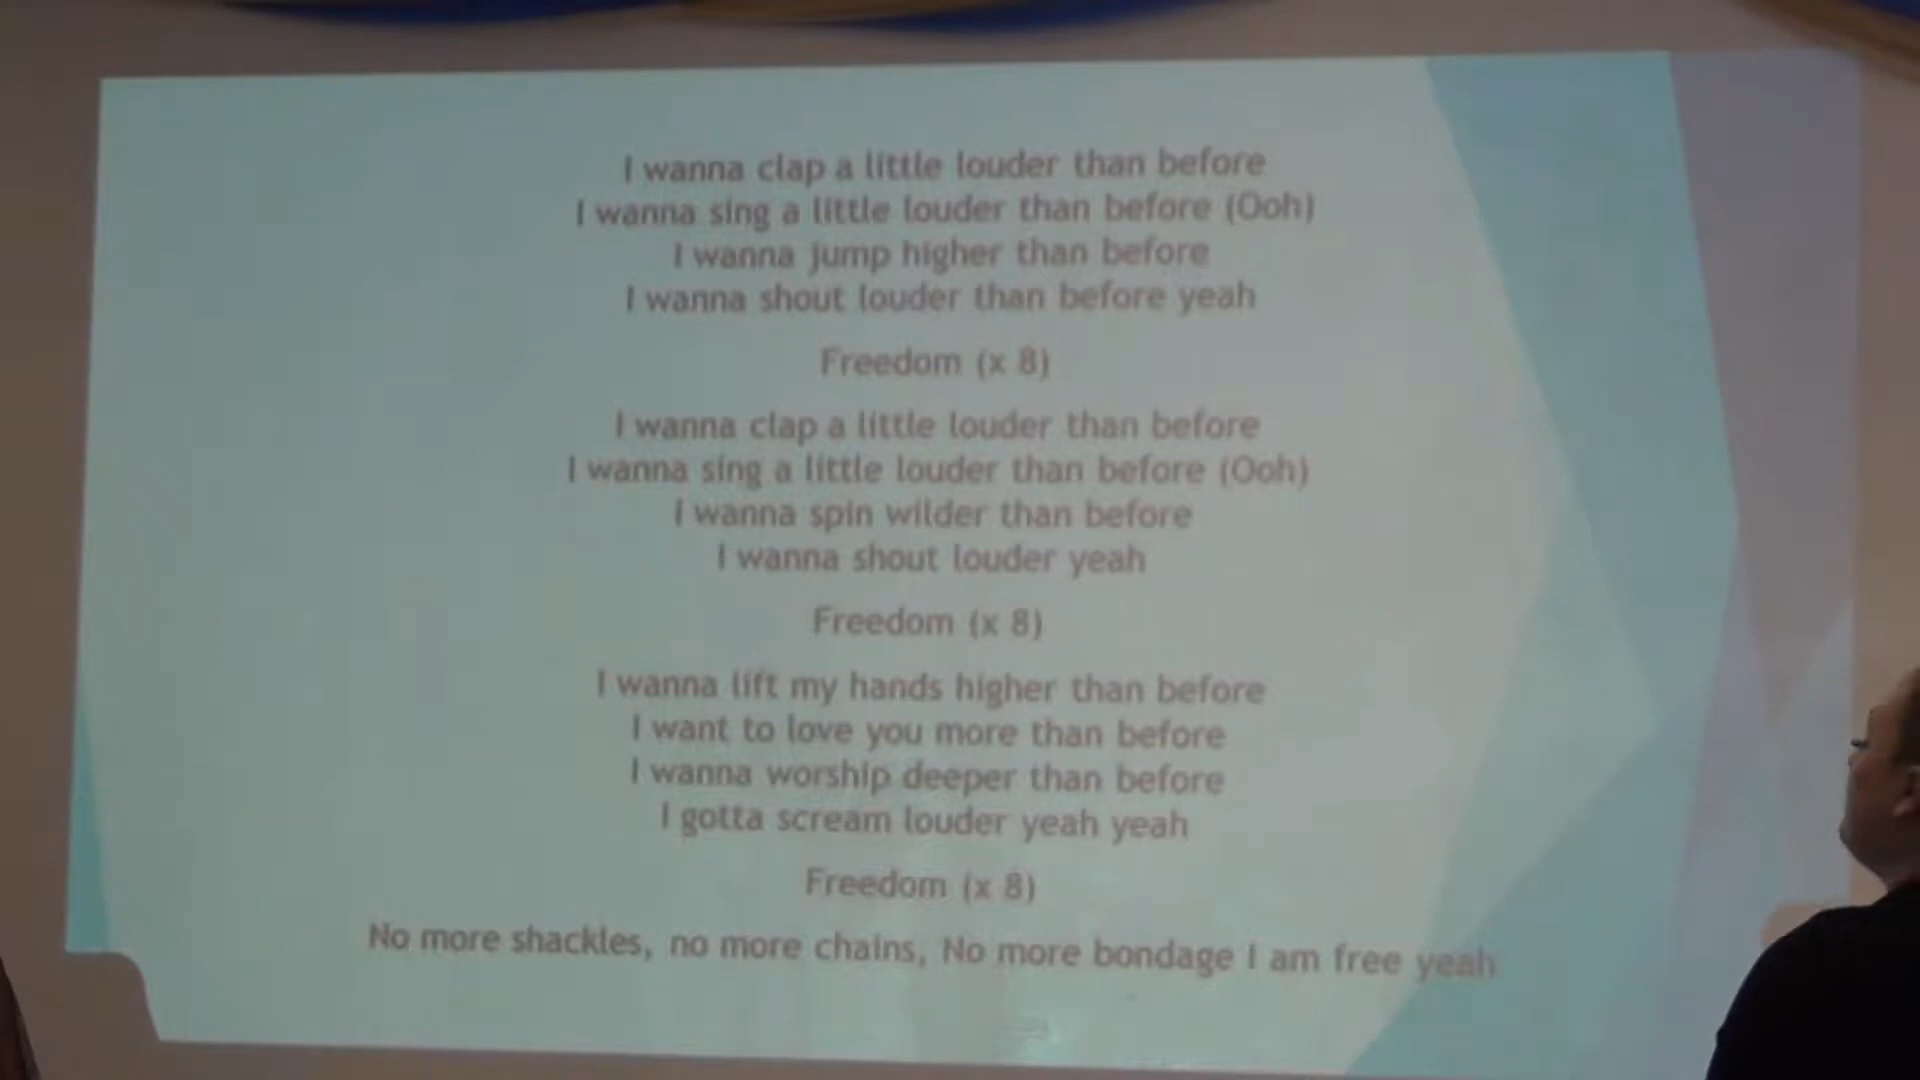 I wanna clap a little louder than before
I wanna sing a little louder than before (Ooh)
I wanna jump higher than before
I wanna shout louder than before yeah
Freedom (x 8)
I wanna clap a little louder than before
I wanna sing a little louder than before (Ooh)
I wanna spin wilder than before
I wanna shout louder yeah
Freedom (x 8)
I wanna lift my hands higher than before
I want to love you more than before
I wanna worship deeper than before
I gotta scream louder yeah yeah
Freedom (x 8)
No more shackles, no more chains, No more bondage I am free yeah